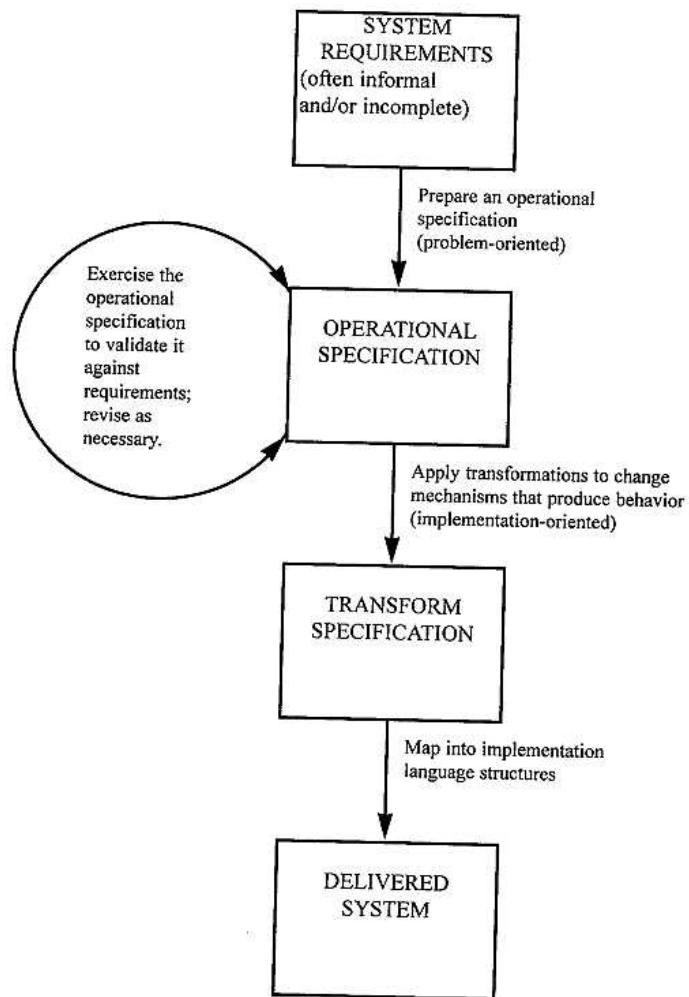 SYSTEM
REQUIREMENTS
(often informal
and/or incomplete)
Prepare an operational
specification
(problem-oriented)
Exercise the
operational
specification
to validate it
against
requirements;
revise as
necessary.
OPERATIONAL
SPECIFICATION
Apply transformations to change
mechanisms that produce behavior
(implementation-oriented)
TRANSFORM
SPECIFICATION
Map into implementation
language structures
DELIVERED
SYSTEM